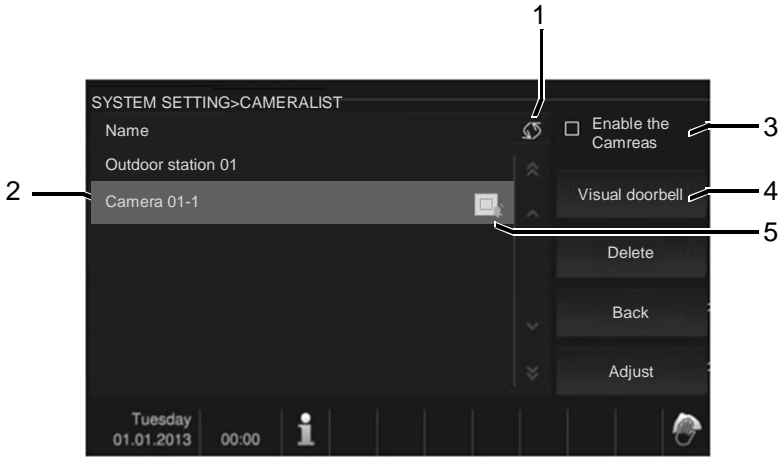 1
SYSTEM SETTING>CAMERALIST
Name
Enable the
Camreas
3
Outdoor station 01
2
Camera 01-1
Visual doorbell
4
5
Delete
Back
Adjust
Tuesday
01.01.2013
00:00
i